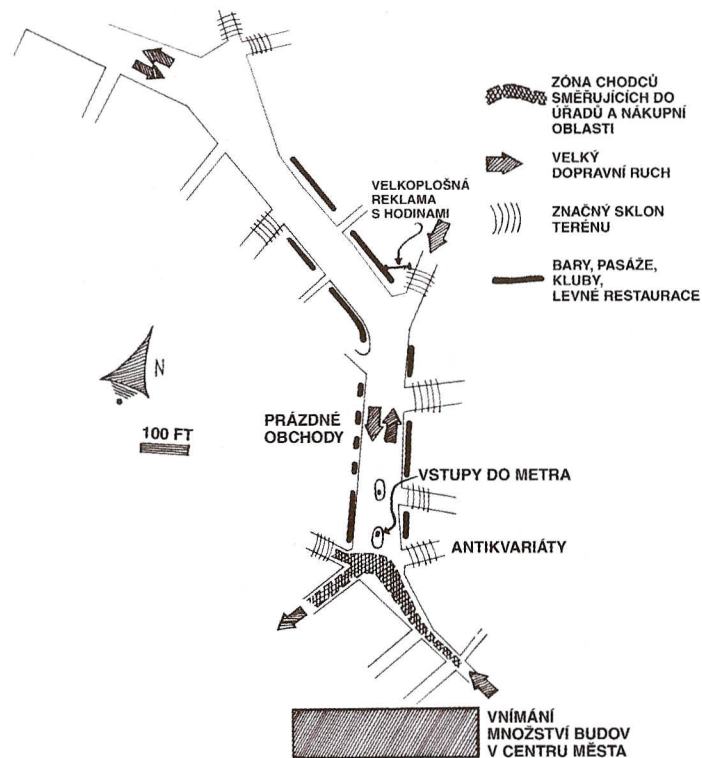 ZÓNA CHODCŮ
SMĚŘUJÍCÍCH DO
ÚŘADŮ A NÁKUPNÍ
OBLASTI
VELKÝ
DOPRAVNÍ RUCH
VELKOPLOŠNÁ
REKLAMA
S HODINAMI
ZNAČNÝ SKLON
TERÉNU
BARY, PASÁŽE,
KLUBY,
LEVNÉ RESTAURACE
N
100 FT
PRÁZDNÉ
OBCHODY
VSTUPY DO METRA
ANTIKVARIÁTY
VNÍMÁNÍ
MNOŽSTVÍ BUDOV
V CENTRU MĚSTA